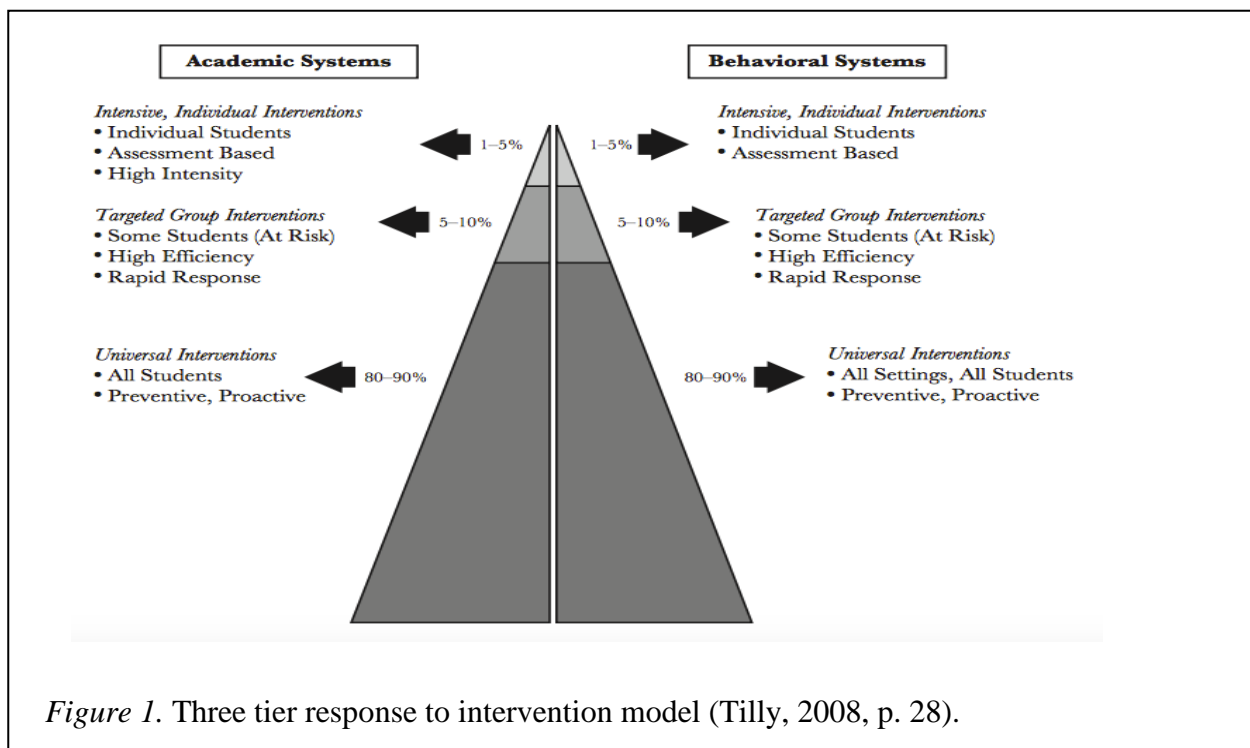 Academic Systems
Intensive, Individual Interventions
• Individual Students
• Assessment Based
• High Intensity
1–5%
Targeted Group Interventions
• Some Students (At Risk)
• High Efficiency
• Rapid Response
5–10%
Universal Interventions
• All Students
• Preventive, Proactive
80–90%
Behavioral Systems
1–5%
Intensive, Individual Interventions
• Individual Students
• Assessment Based
5–10%
Targeted Group Interventions
• Some Students (At Risk)
• High Efficiency
• Rapid Response
80–90%
Universal Interventions
• All Settings, All Students
• Preventive, Proactive
Figure 1. Three tier response to intervention model (Tilly, 2008, p. 28).